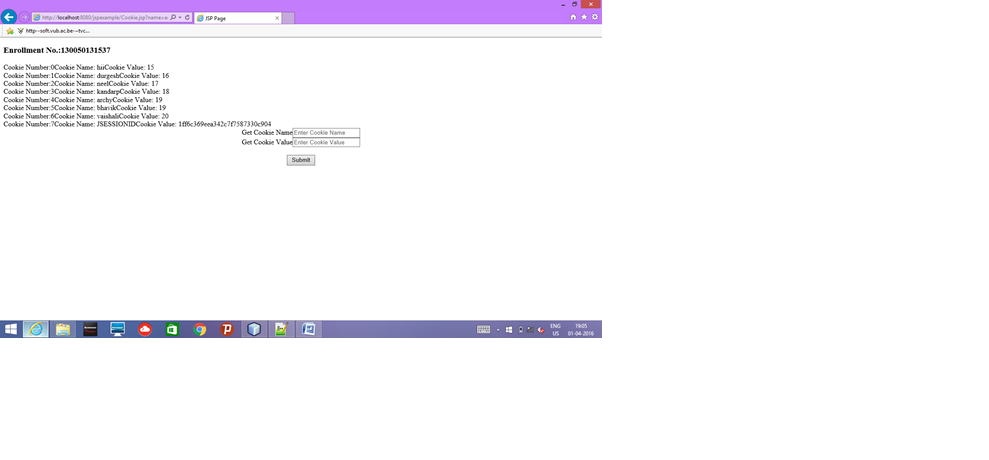 http://localhost:8080/jspexample/Cookie.jsp?name=
JSP Page
http--soft.vub.ac.be-~tvc...
Enrollment No.:130050131537
Cookie Number:0Cookie Name: hiiCookie Value: 15
Cookie Number:1Cookie Name: durgeshCookie Value: 16
Cookie Number:2Cookie Name: neelCookie Value: 17
Cookie Number:3Cookie Name: kandarpCookie Value: 18
Cookie Number:4Cookie Name: archyCookie Value: 19
Cookie Number:5Cookie Name: bhavikCookie Value: 19
Cookie Number:6Cookie Name: vaishaliCookie Value: 20
Cookie Number:7Cookie Name: JSESSIONIDCookie Value: 1ff6c369eea342c7f7587330c904
Get Cookie Name Enter Cookie Name
Get Cookie Value Enter Cookie Value
Submit
ENG 19:05
US 01-04-2016